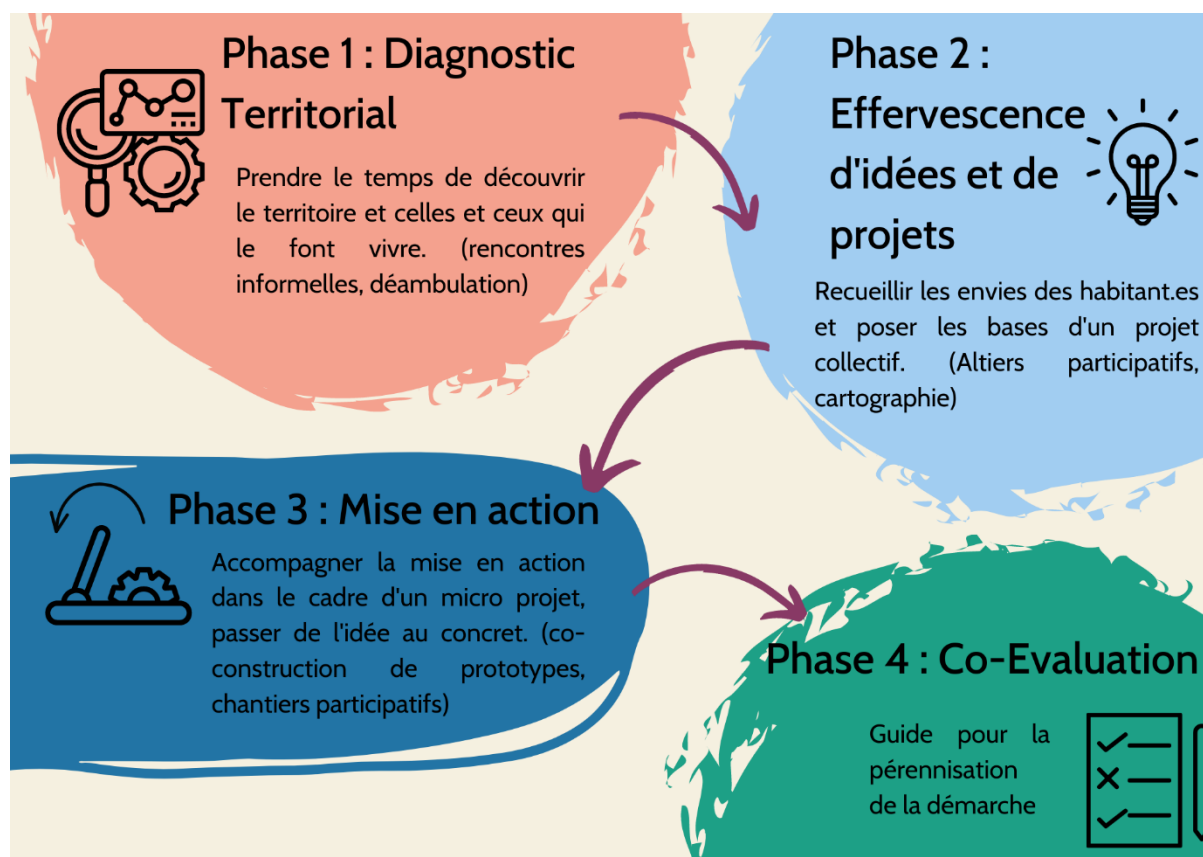 Phase 1 : Diagnostic
Territorial
Prendre le temps de découvrir
le territoire et celles et ceux qui
le font vivre. (rencontres
informelles, déambulation)
Phase 2 :
Effervescence
d'idées et de
projets
Recueillir les envies des habitant.es
et poser les bases d'un projet
collectif. (Altiers participatifs,
cartographie)
Phase 3 : Mise en action
Accompagner la mise en action
dans le cadre d'un micro projet,
passer de l'idée au concret. (co-
construction de prototypes,
chantiers participatifs)
Phase 4 : Co-Evaluation
Guide pour la
pérennisation
de la démarche